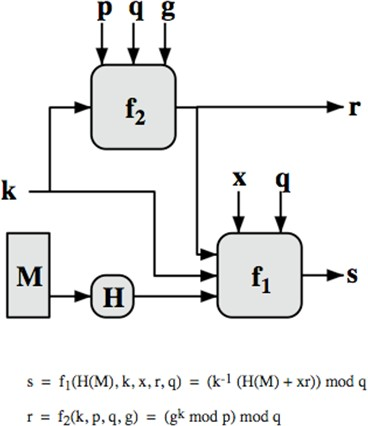 p q g
f₂
r
k
x q
M
H
f₁
s
s = f₁(H(M), k, x, r, q) = (k⁻¹ (H(M) + xr)) mod q
r = f₂(k, p, q, g) = (gᵏ mod p) mod q